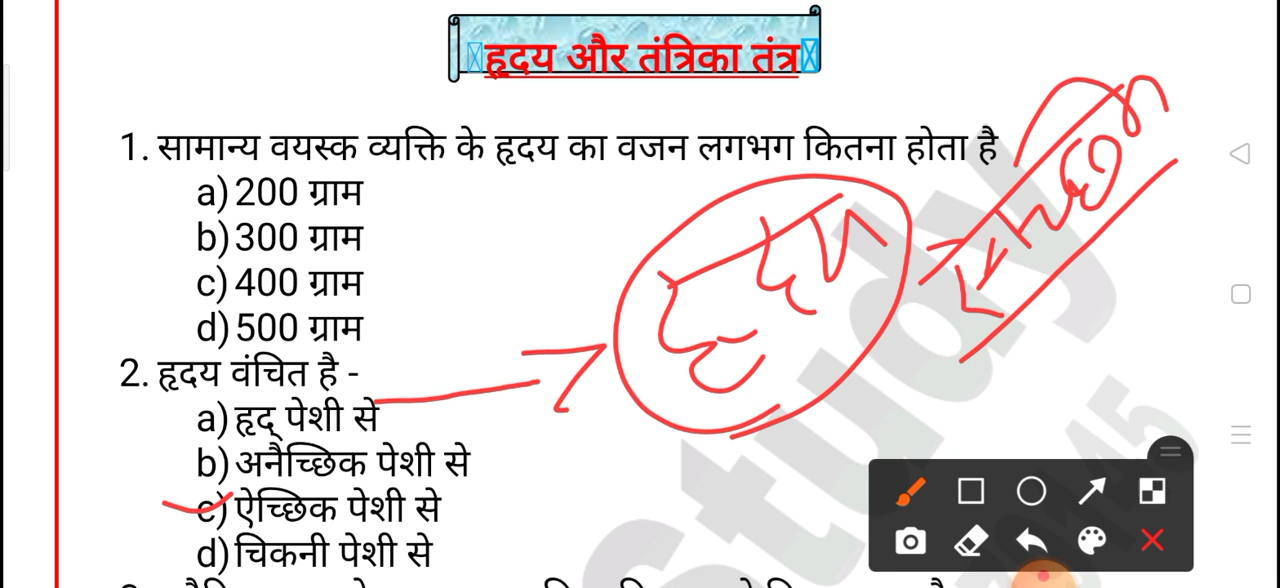 हृदय और तंत्रिका तंत्र
1. सामान्य वयस्क व्यक्ति के हृदय का वजन लगभग कितना होता है
a) 200 ग्राम
b) 300 ग्राम
c) 400 ग्राम
d) 500 ग्राम
2. हृदय वंचित है -
a) हृद् पेशी से
b) अनैच्छिक पेशी से
c) ऐच्छिक पेशी से
d) चिकनी पेशी से
हृदय
Study